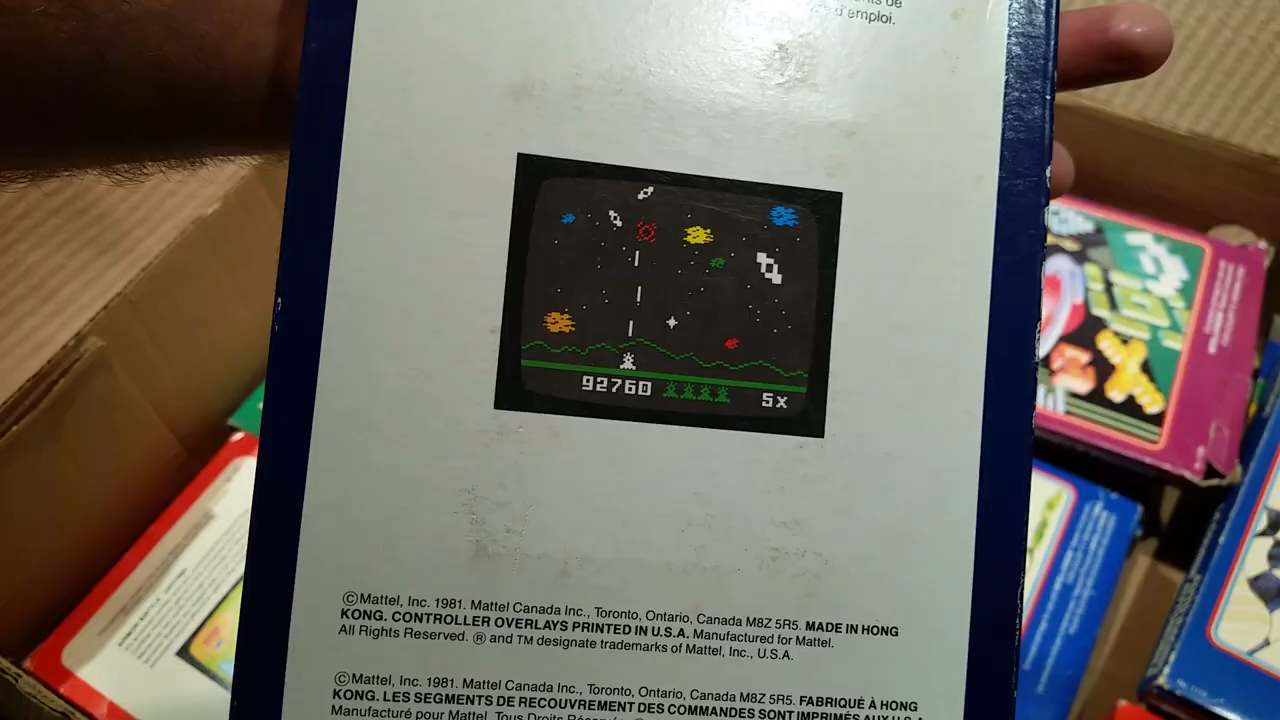 d'emploi.
92760
5x
©Mattel, Inc. 1981. Mattel Canada Inc., Toronto, Ontario, Canada M8Z 5R5. MADE IN HONG
KONG. CONTROLLER OVERLAYS PRINTED IN U.S.A. Manufactured for Mattel.
All Rights Reserved. ® and TM designate trademarks of Mattel, Inc., U.S.A.
©Mattel, Inc. 1981. Mattel Canada Inc., Toronto, Ontario, Canada M8Z 5R5. FABRIQUÉ À HONG
KONG. LES SEGMENTS DE RECOUVREMENT DES COMMANDES SONT IMPRIMÉS AUX U.S.A.
Manufacturé pour Mattel. Tous Droits